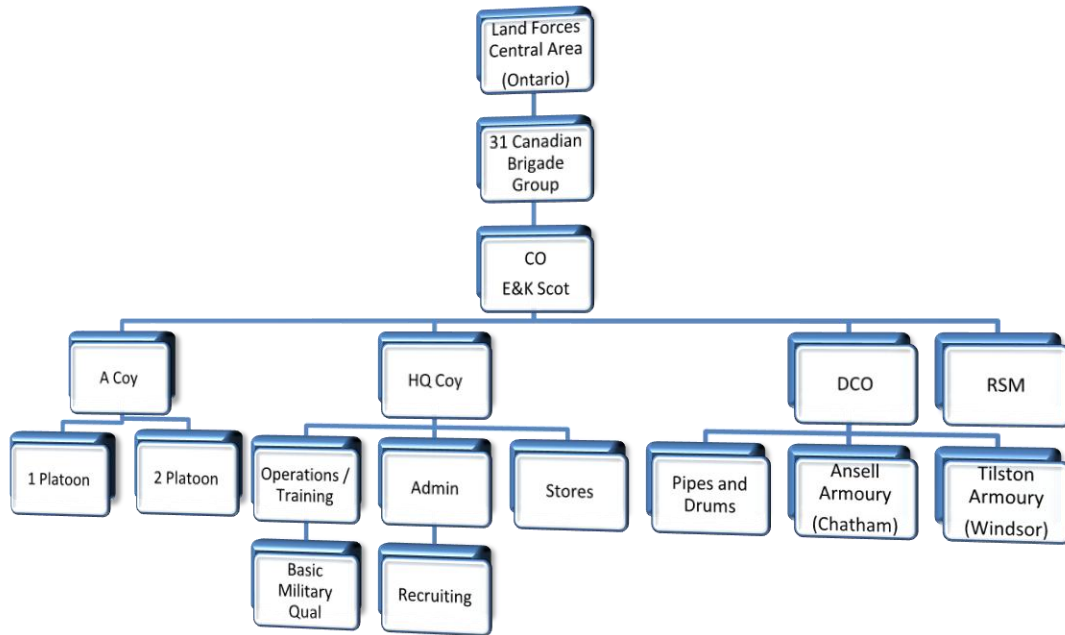 Land Forces
Central Area
(Ontario)
31 Canadian
Brigade
Group
CO
E&K Scot
A Coy
HQ Coy
DCO
RSM
1 Platoon
2 Platoon
Operations /
Training
Admin
Stores
Pipes and
Drums
Ansell
Armoury
(Chatham)
Tilston
Armoury
(Windsor)
Basic
Military
Qual
Recruiting